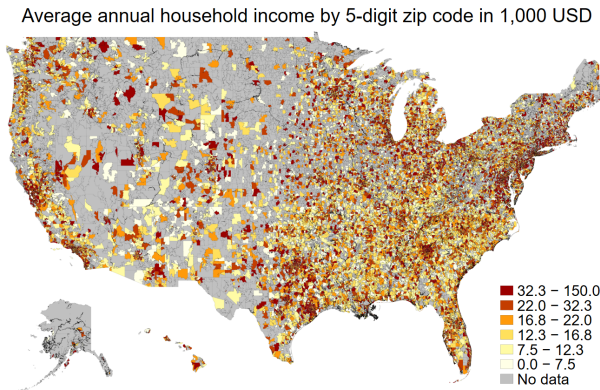 Average annual household income by 5-digit zip code in 1,000 USD
32.3 – 150.0
22.0 – 32.3
16.8 – 22.0
12.3 – 16.8
7.5 – 12.3
0.0 – 7.5
No data